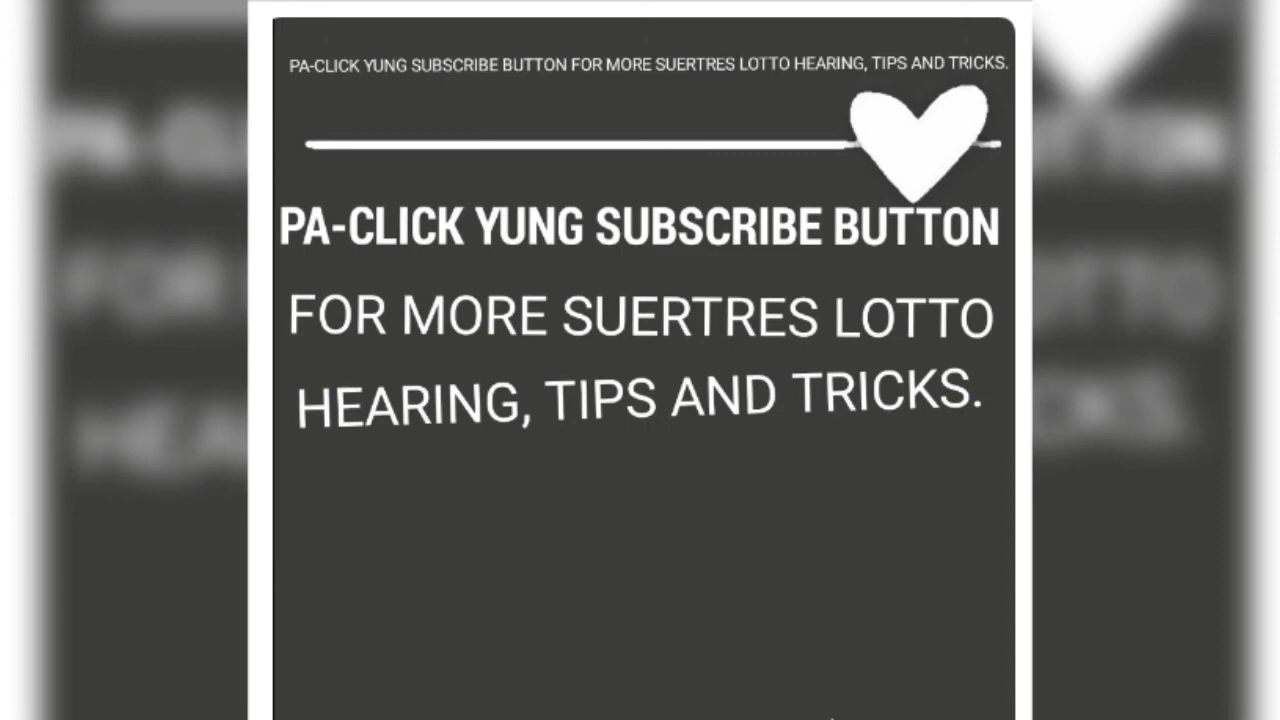 PA-CLICK YUNG SUBSCRIBE BUTTON FOR MORE SUERTRES LOTTO HEARING, TIPS AND TRICKS.
PA-CLICK YUNG SUBSCRIBE BUTTON
FOR MORE SUERTRES LOTTO
HEARING, TIPS AND TRICKS.